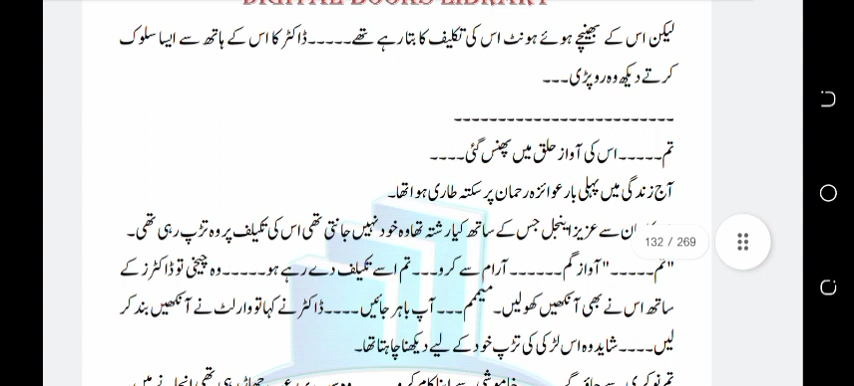 DIGITAL BOOKS LIBRARY
لیکن اس کے بھینچے ہوئے ہونٹ اس کی تکلیف کا بتا رہے تھے۔۔۔۔۔ڈاکٹر کا اس کے ہاتھ سے ایسا سلوک
کرتے دیکھ وہ رو پڑی۔۔۔
-------------------------
تم۔۔۔۔۔اس کی آواز حلق میں پھنس گئی۔۔۔۔
آج زندگی میں پہلی بار عوائزہ رحمان پر سکتہ طاری ہوا تھا۔
سے عزیز اینجل جس کے ساتھ کیا رشتہ تھا وہ خود نہیں جانتی تھی اس کی تکلیف پر وہ تڑپ رہی تھی۔
132 / 269
"تم۔۔۔۔۔" آواز گم۔۔۔۔۔۔آرام سے کرو۔۔۔تم اسے تکلیف دے رہے ہو۔۔۔۔۔وہ چیخی تو ڈاکٹرز کے
ساتھ اس نے بھی آنکھیں کھولیں۔ میممم۔۔۔آپ باہر جائیں۔۔۔۔ڈاکٹر نے کہا تو وارلٹ نے آنکھیں بند کر
لیں۔۔۔۔شاید وہ اس لڑکی کی تڑپ خود کے لیے دیکھنا چاہتا تھا۔